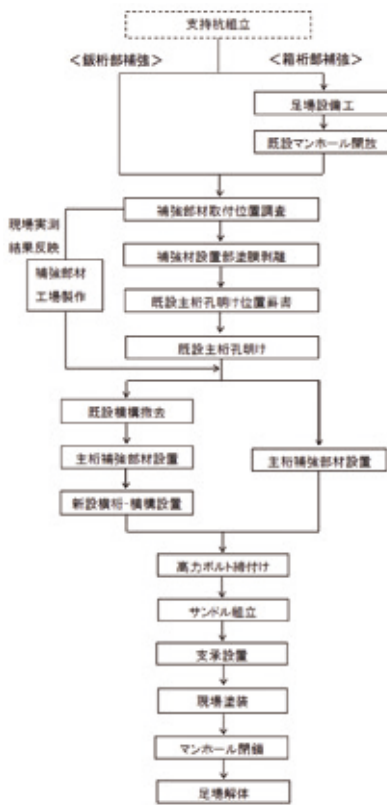 支持杭組立
＜鈑桁部補強＞
＜箱桁部補強＞
足場設備工
既設マンホール開放
補強部材取付位置調査
現場実測
結果反映
補強部材
工場製作
補強材設置部塗膜剥離
既設主桁孔明け位置罫書
既設主桁孔明け
既設横構撤去
主桁補強部材設置
新設横桁・横構設置
主桁補強部材設置
高力ボルト締付け
サンドル組立
支承設置
現場塗装
マンホール閉鎖
足場解体